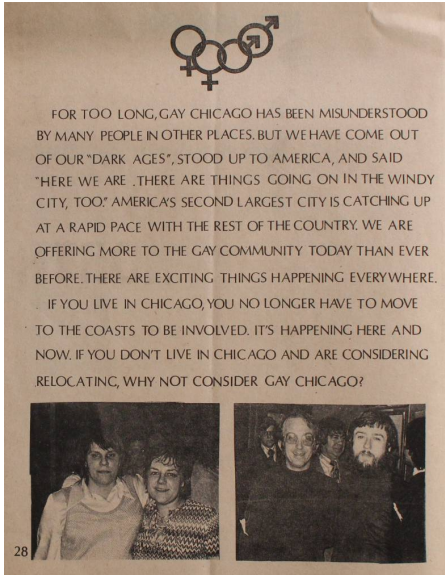 FOR TOO LONG, GAY CHICAGO HAS BEEN MISUNDERSTOOD
BY MANY PEOPLE IN OTHER PLACES. BUT WE HAVE COME OUT
OF OUR "DARK AGES", STOOD UP TO AMERICA, AND SAID
"HERE WE ARE .THERE ARE THINGS GOING ON IN THE WINDY
CITY, TOO." AMERICA'S SECOND LARGEST CITY IS CATCHING UP
AT A RAPID PACE WITH THE REST OF THE COUNTRY. WE ARE
OFFERING MORE TO THE GAY COMMUNITY TODAY THAN EVER
BEFORE. THERE ARE EXCITING THINGS HAPPENING EVERYWHERE.
IF YOU LIVE IN CHICAGO, YOU NO LONGER HAVE TO MOVE
TO THE COASTS TO BE INVOLVED. IT'S HAPPENING HERE AND
NOW. IF YOU DON'T LIVE IN CHICAGO AND ARE CONSIDERING
RELOCATING, WHY NOT CONSIDER GAY CHICAGO?
28